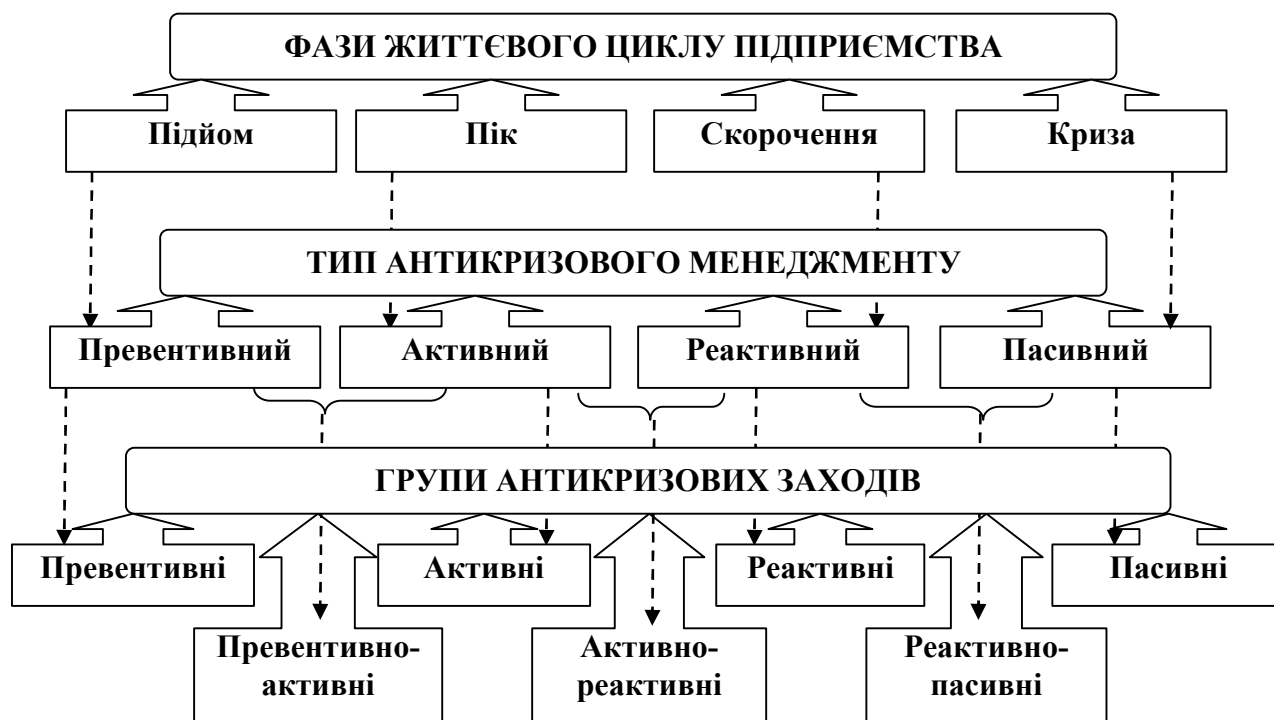 ФАЗИ ЖИТТЄВОГО ЦИКЛУ ПІДПРИЄМСТВА
Підйом
Пік
Скорочення
Криза
ТИП АНТИКРИЗОВОГО МЕНЕДЖМЕНТУ
Превентивний
Активний
Реактивний
Пасивний
ГРУПИ АНТИКРИЗОВИХ ЗАХОДІВ
Превентивні
Активні
Реактивні
Пасивні
Превентивно-
активні
Активно-
реактивні
Реактивно-
пасивні